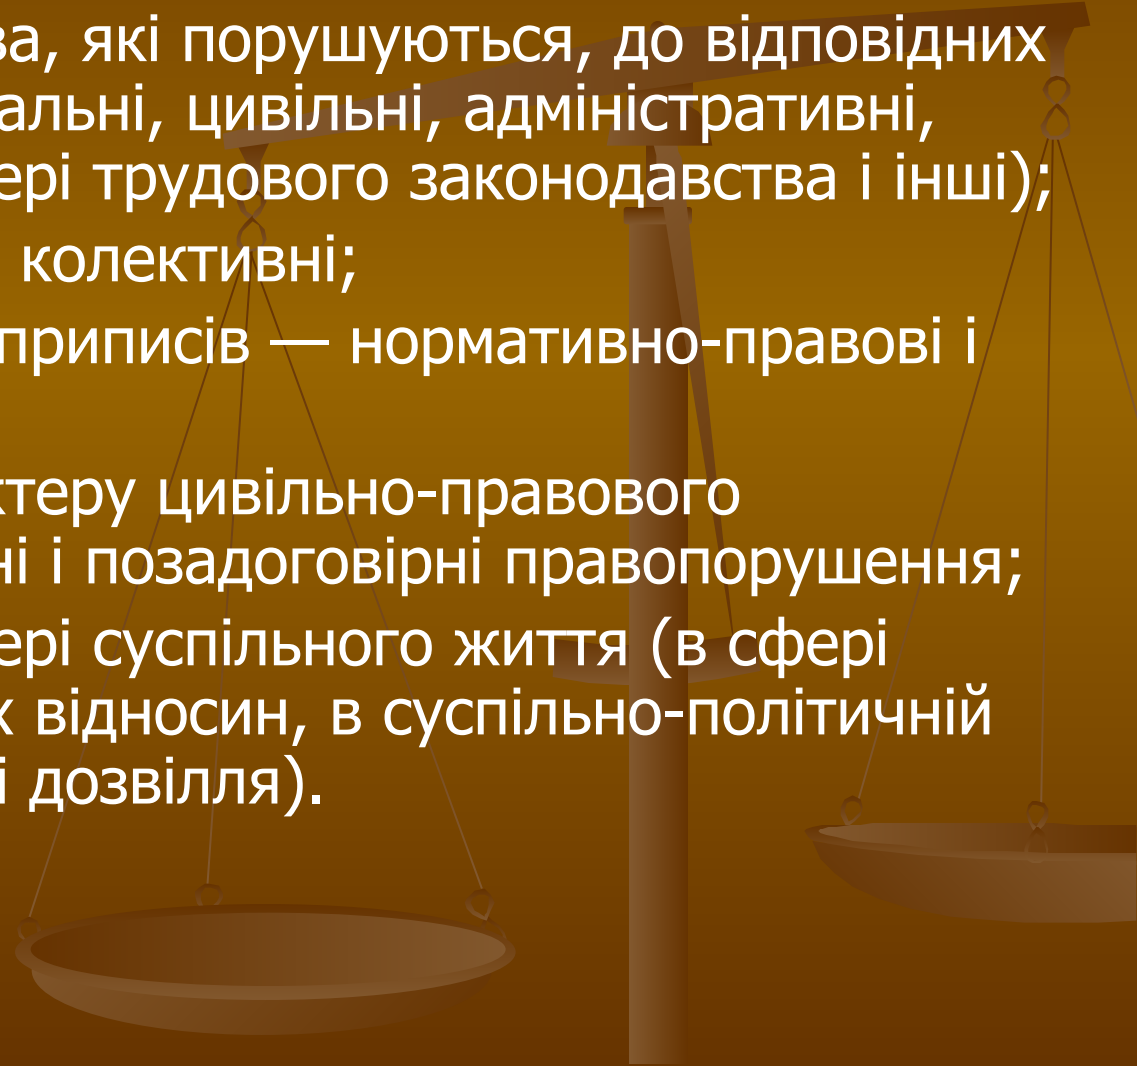 ва, які порушуються, до відповідних
альні, цивільні, адміністративні,
ері трудового законодавства і інші);
колективні;
приписів — нормативно-правові і
ктеру цивільно-правового
ні і позадоговірні правопорушення;
ері суспільного життя (в сфері
х відносин, в суспільно-політичній
і дозвілля).